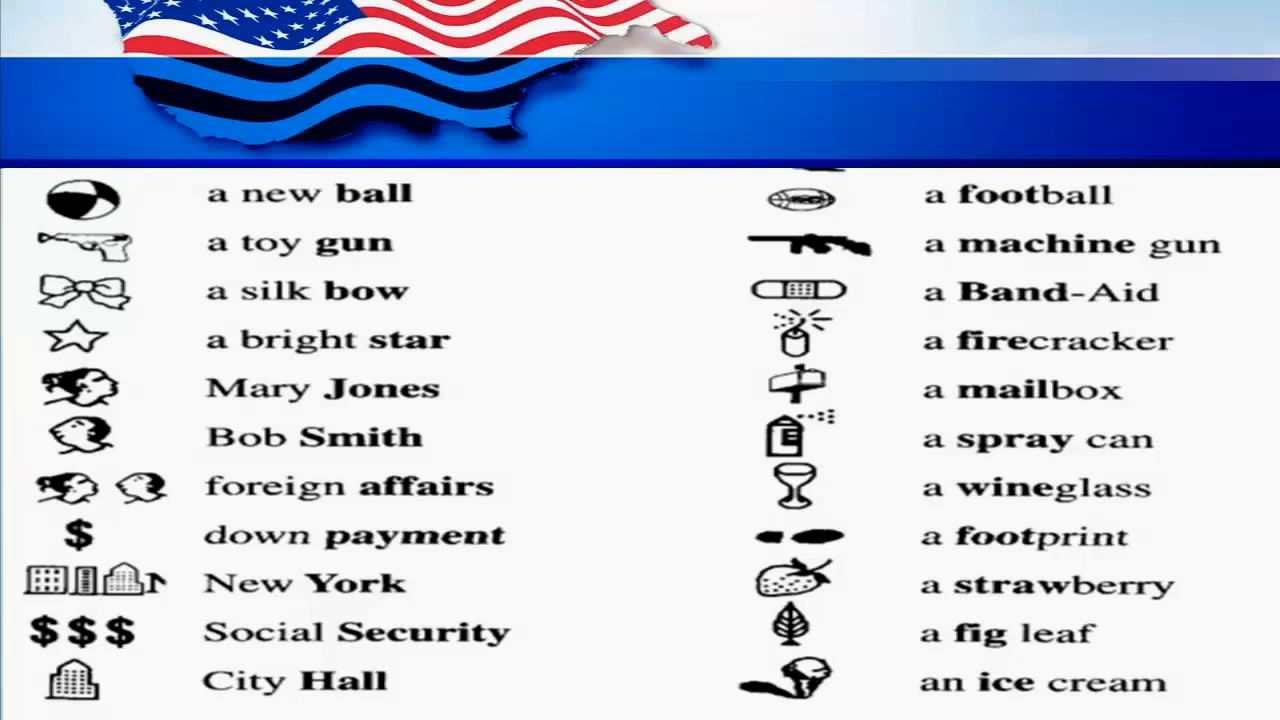 a new ball
a football
a toy gun
a machine gun
a silk bow
a Band-Aid
a bright star
a firecracker
Mary Jones
a mailbox
Bob Smith
a spray can
foreign affairs
a wineglass
$
down payment
a footprint
New York
a strawberry
$$$
Social Security
a fig leaf
City Hall
an ice cream